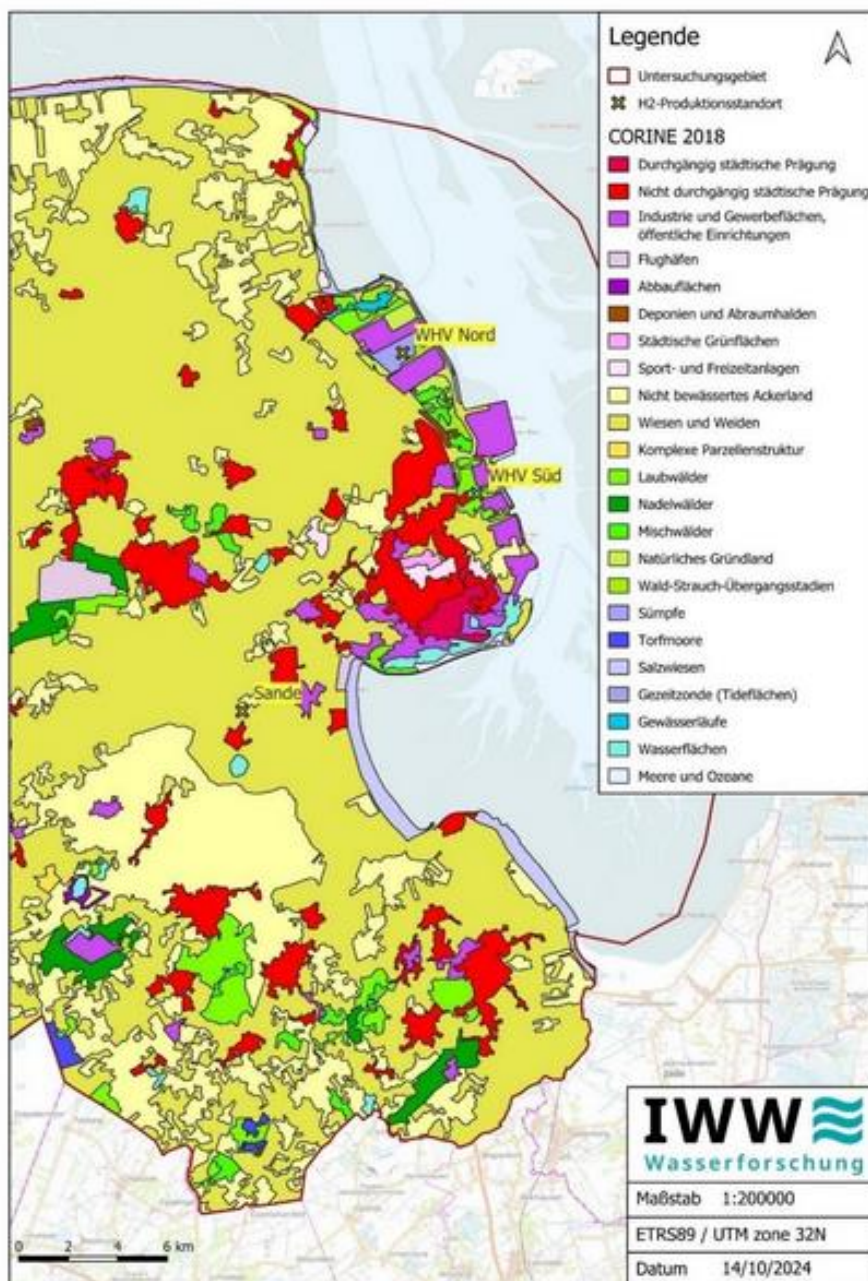 Legende
Untersuchungsgebiet
H2-Produktionsstandort
CORINE 2018
Durchgängig städtische Prägung
Nicht durchgängig städtische Prägung
Industrie und Gewerbeflächen,
öffentliche Einrichtungen
Flughäfen
Abbauflächen
Deponien und Abraumhalden
Städtische Grünflächen
Sport- und Freizeitanlagen
Nicht bewässertes Ackerland
Wiesen und Weiden
Komplexe Parzellenstruktur
Laubwälder
Nadelwälder
Mischwälder
Natürliches Gründland
Wald-Strauch-Übergangsstadien
Sümpfe
Torfmoore
Salzwiesen
Gezeitzonde (Tideflächen)
Gewässerläufe
Wasserflächen
Meere und Ozeane
WHV Nord
WHV Süd
Sande
0 2 4 6 km
IWW
Wasserforschung
Maßstab 1:200000
ETRS89 / UTM zone 32N
Datum 14/10/2024